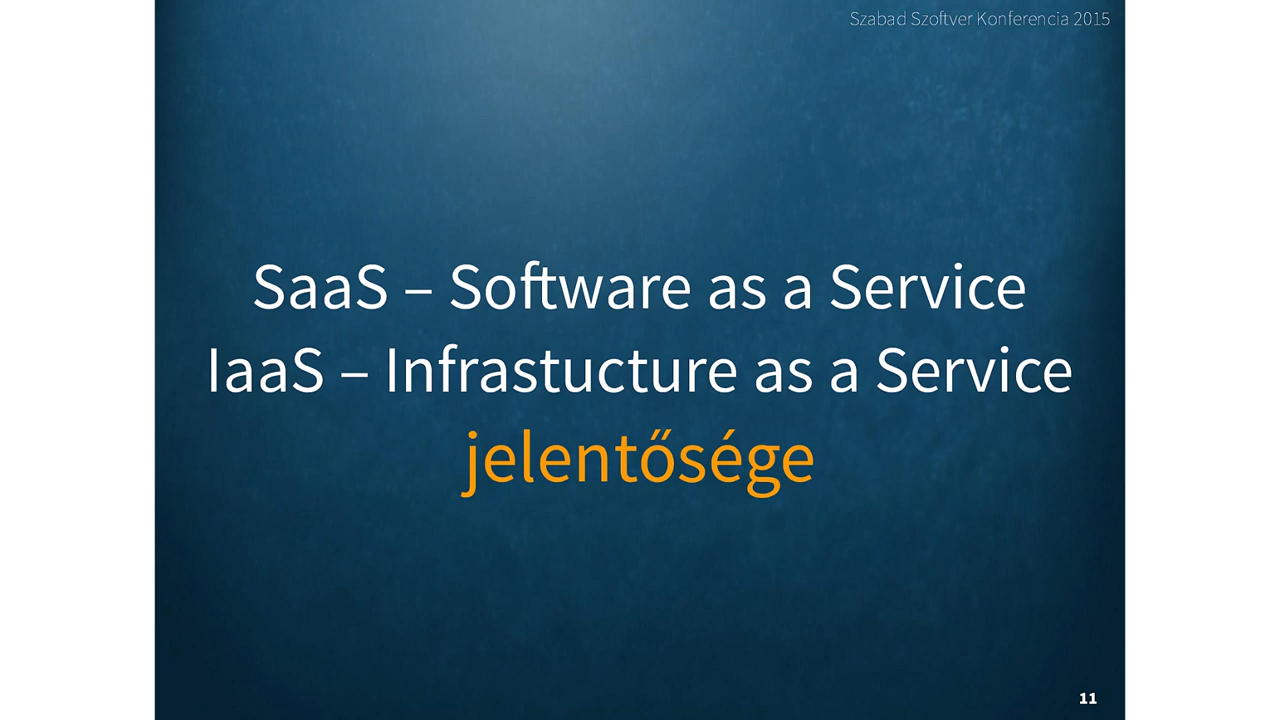 Szabad Szoftver Konferencia 2015
SaaS – Software as a Service
IaaS – Infrastucture as a Service
jelentősége
11